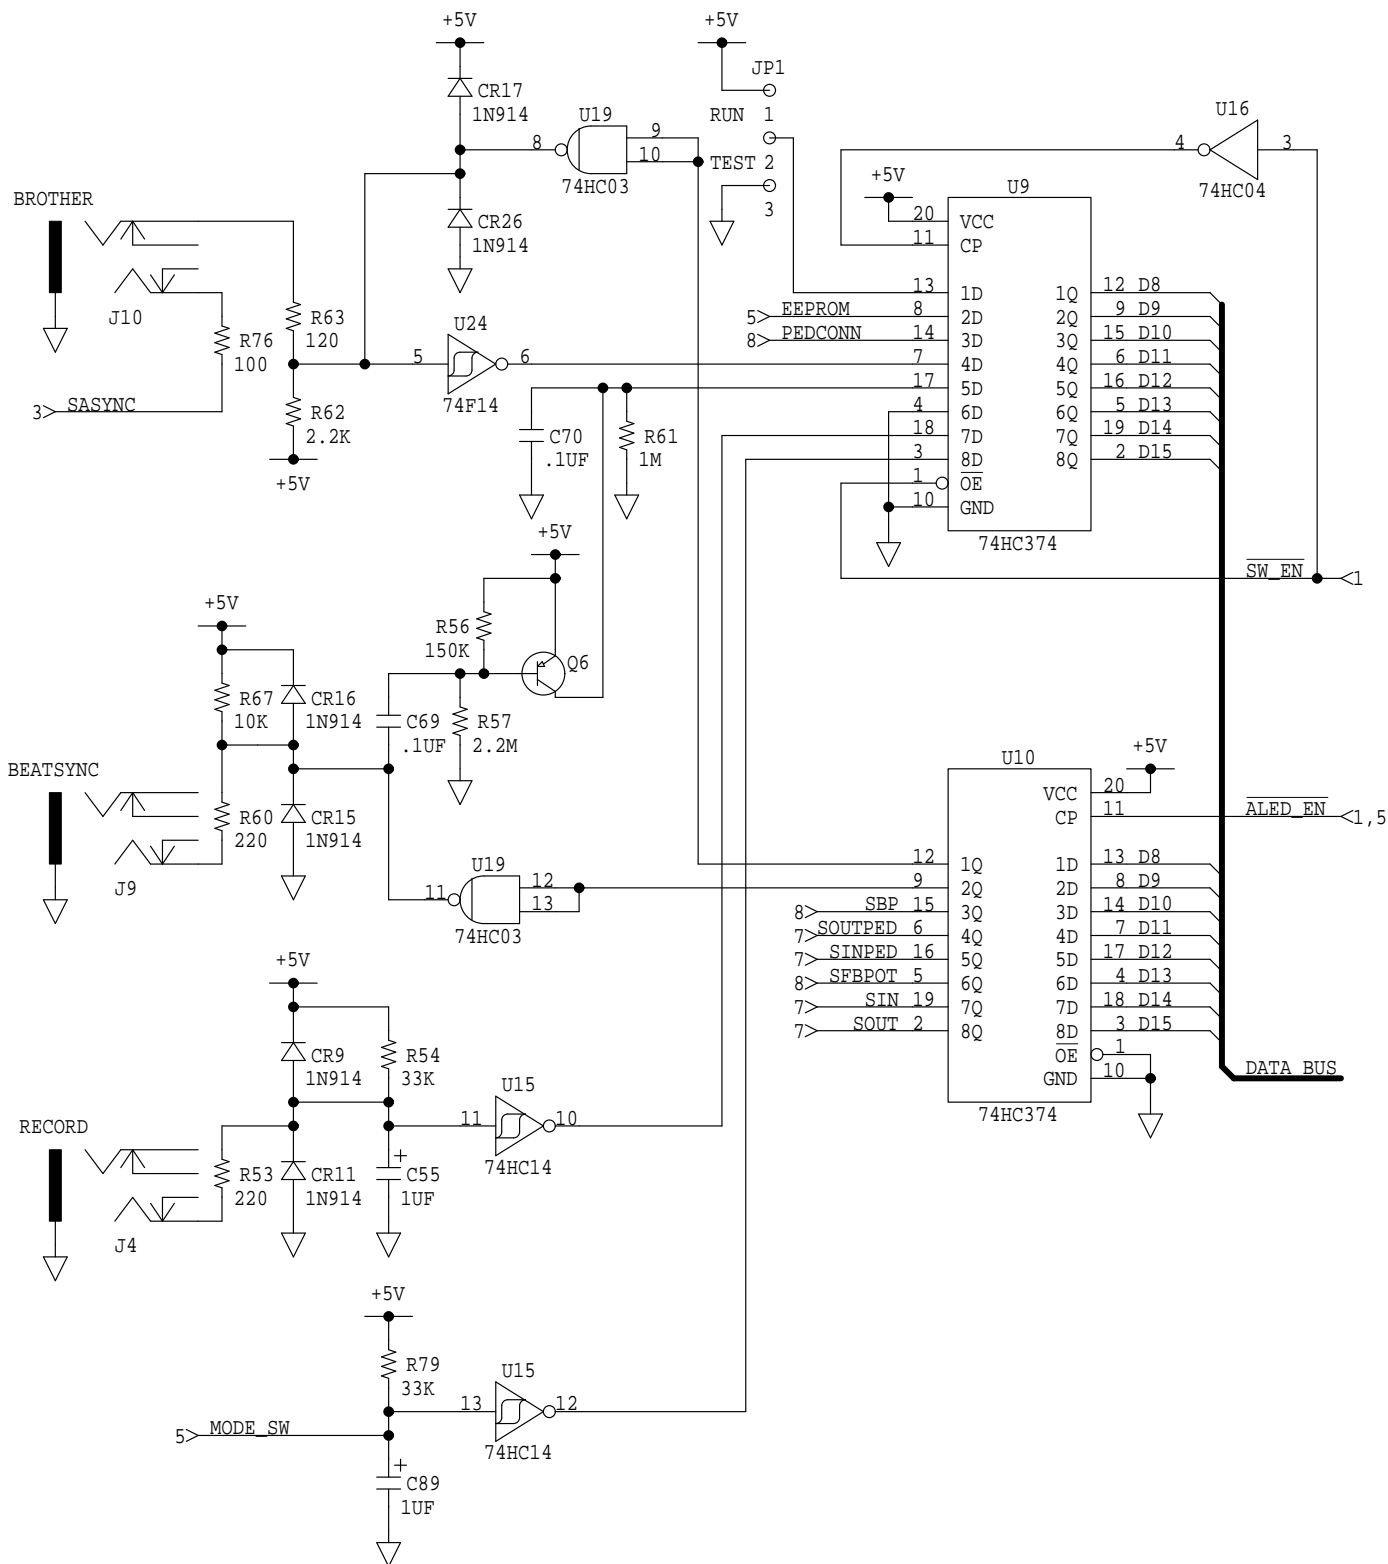 +5V
+5V
CR17
1N914
U19
8
9
10
74HC03
JP1
RUN 1
TEST 2
3
U16
4
3
74HC04
BROTHER
J10
CR26
1N914
R63
120
R76
100
3 SASYNC
R62
2.2K
+5V
U24
5
6
74F14
C70
.1UF
R61
1M
+5V
U9
20 VCC
11 CP
13 1D
1Q 12 D8
5 EEPROM 8 2D
2Q 9 D9
8 PEDCONN 14 3D
3Q 15 D10
7 4D
4Q 6 D11
17 5D
5Q 16 D12
4 6D
6Q 5 D13
18 7D
7Q 19 D14
3 8D
8Q 2 D15
1 OE
10 GND
74HC374
SW_EN 1
+5V
+5V
R56
150K
Q6
R67
10K
CR16
1N914
C69
.1UF
R57
2.2M
BEATSYNC
J9
R60
220
CR15
1N914
U19
11
12
13
74HC03
U10
+5V
VCC 20
CP 11
ALED_EN 1,5
12 1Q
1D 13 D8
9 2Q
2D 8 D9
8 SBP 15 3Q
3D 14 D10
7 SOUTPED 6 4Q
4D 7 D11
7 SINPED 16 5Q
5D 17 D12
8 SFBPOT 5 6Q
6D 4 D13
7 SIN 19 7Q
7D 18 D14
7 SOUT 2 8Q
8D 3 D15
OE 1
GND 10
74HC374
DATA BUS
+5V
CR9
1N914
R54
33K
U15
11
10
74HC14
RECORD
J4
R53
220
CR11
1N914
+
C55
1UF
+5V
R79
33K
U15
13
12
74HC14
5 MODE_SW
+
C89
1UF